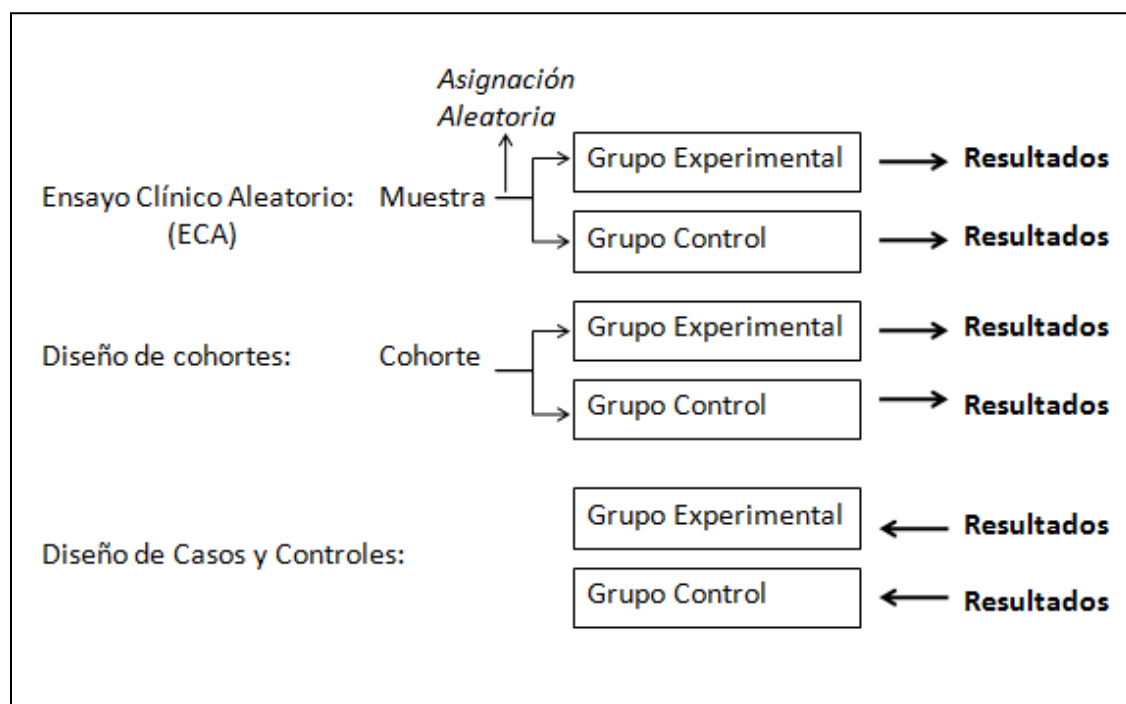 Asignación
Aleatoria
Grupo Experimental
Resultados
Ensayo Clínico Aleatorio:
Muestra
(ECA)
Grupo Control
Resultados
Grupo Experimental
Resultados
Diseño de cohortes:
Cohorte
Grupo Control
Resultados
Grupo Experimental
Resultados
Diseño de Casos y Controles:
Grupo Control
Resultados